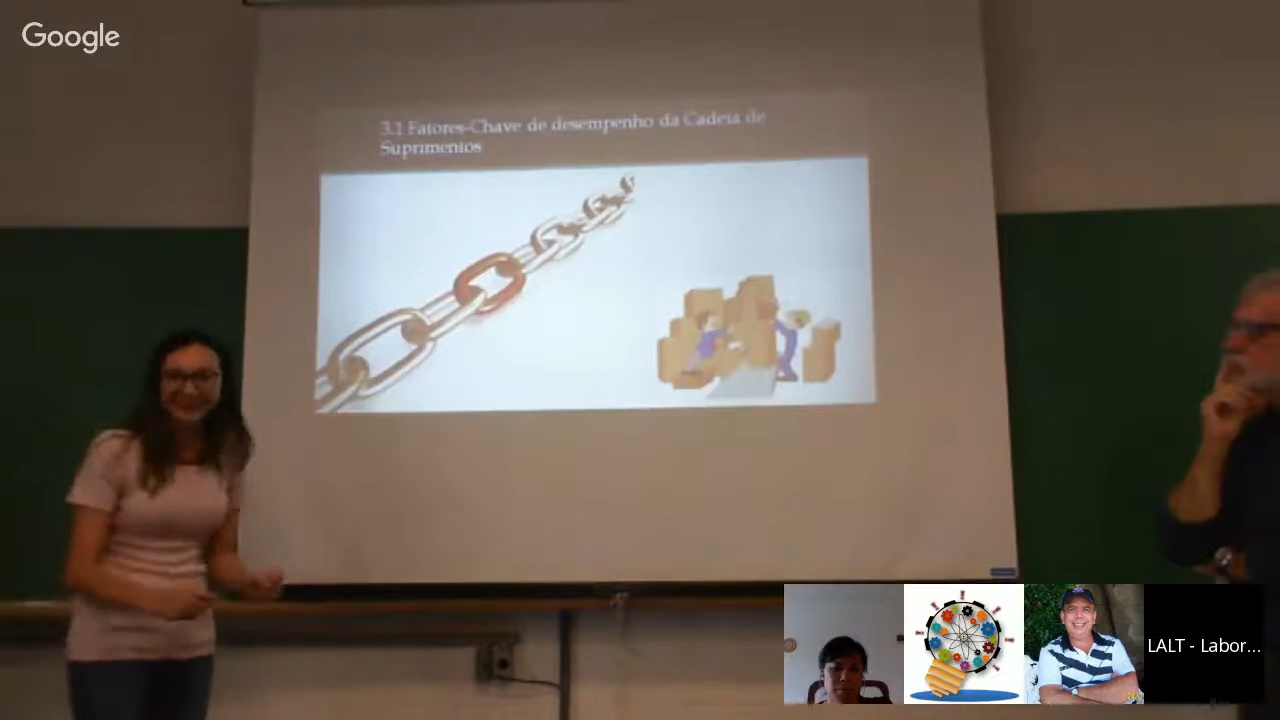 Google
3.1 Fatores-Chave de desempenho da Cadeia de
Suprimentos
LALT - Labor...